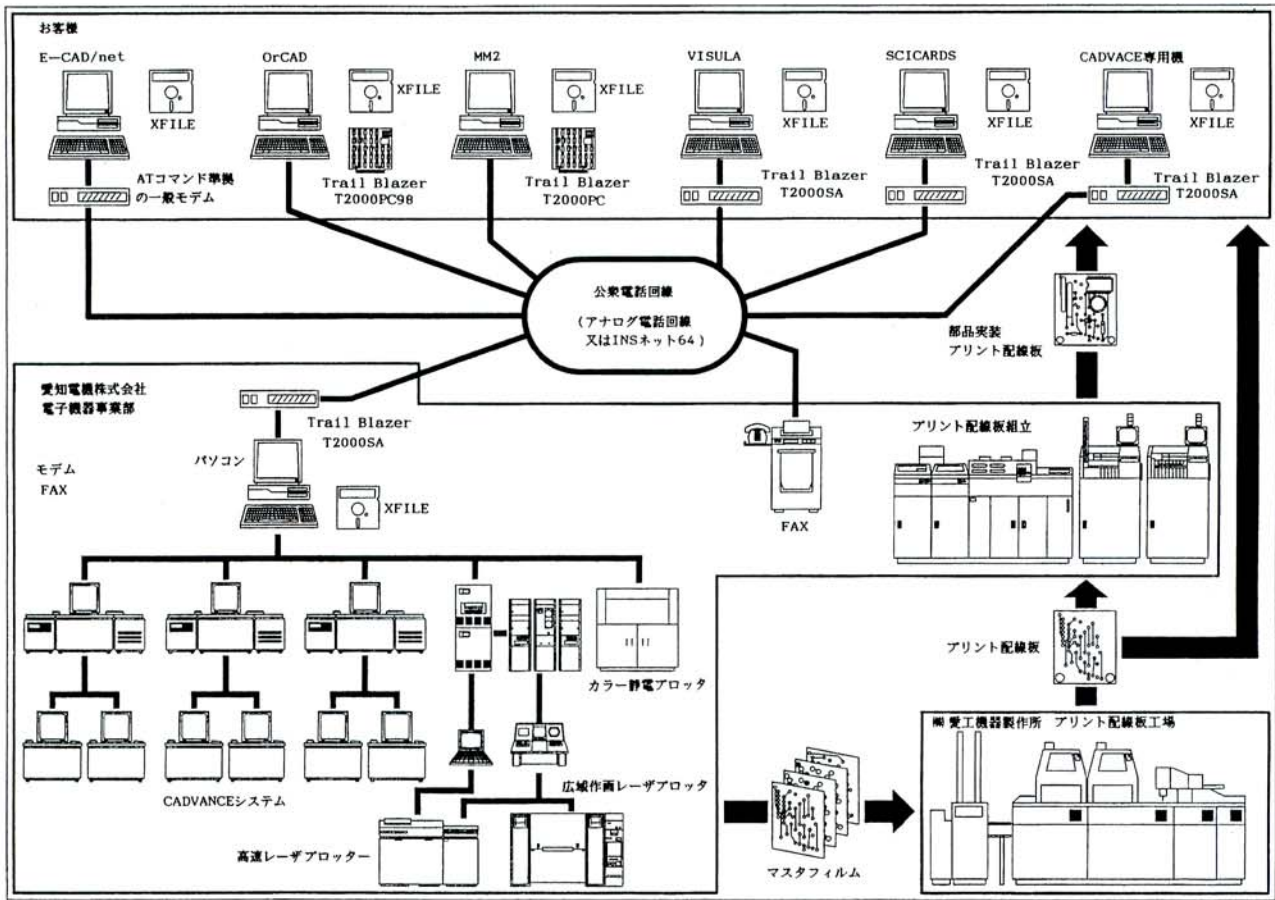 お客様
E－CAD/net
OrCAD
MM2
VISULA
SCICARDS
CADVACE専用機
XFILE
XFILE
XFILE
XFILE
XFILE
XFILE
ATコマンド準拠
の一般モデム
Trail Blazer
T2000PC98
Trail Blazer
T2000PC
Trail Blazer
T2000SA
Trail Blazer
T2000SA
Trail Blazer
T2000SA
公衆電話回線
(アナログ電話回線
又はINSネット64)
部品実装
プリント配線板
愛知電機株式会社
電子機器事業部
Trail Blazer
T2000SA
モデム
FAX
パソコン
XFILE
FAX
プリント配線板組立
カラー静電プロッタ
プリント配線板
CADVANCEシステム
広域作画レーザプロッタ
高速レーザプロッター
マスタフィルム
㈱愛工機器製作所 プリント配線板工場